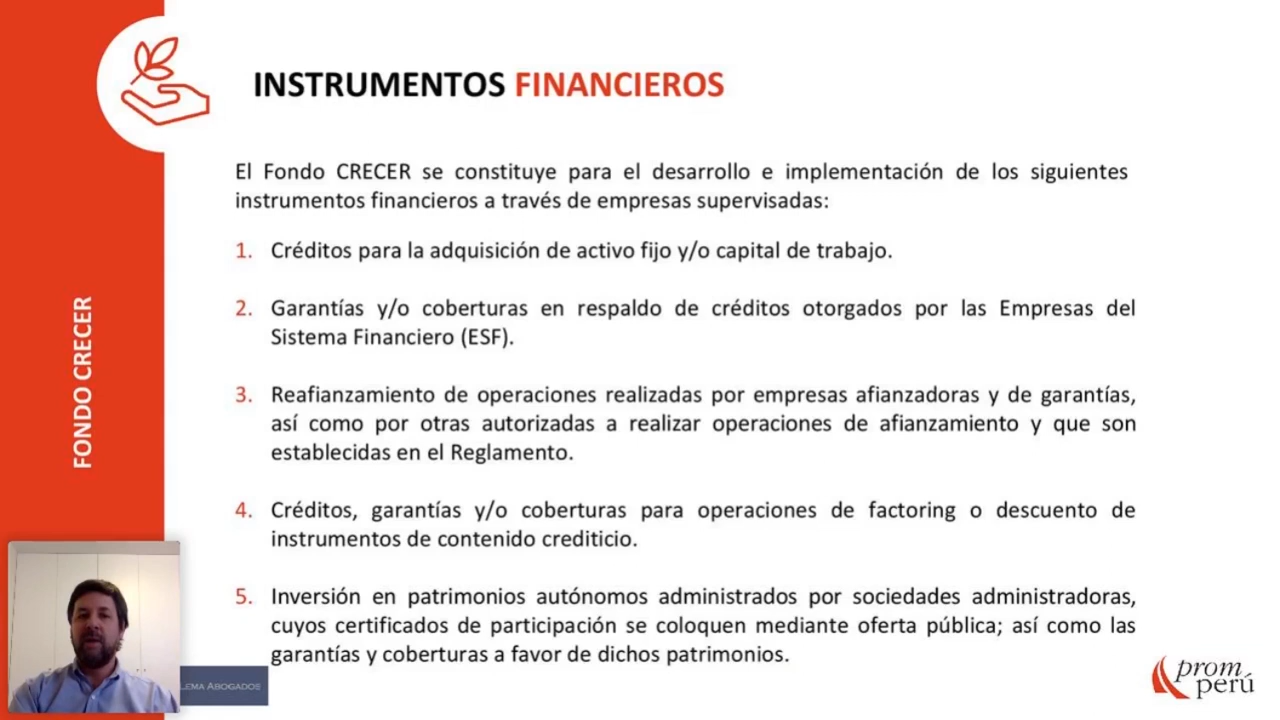 INSTRUMENTOS FINANCIEROS
El Fondo CRECER se constituye para el desarrollo e implementación de los siguientes
instrumentos financieros a través de empresas supervisadas:
1. Créditos para la adquisición de activo fijo y/o capital de trabajo.
2. Garantías y/o coberturas en respaldo de créditos otorgados por las Empresas del
Sistema Financiero (ESF).
3. Reafianzamiento de operaciones realizadas por empresas afianzadoras y de garantías,
así como por otras autorizadas a realizar operaciones de afianzamiento y que son
establecidas en el Reglamento.
4. Créditos, garantías y/o coberturas para operaciones de factoring o descuento de
instrumentos de contenido crediticio.
5. Inversión en patrimonios autónomos administrados por sociedades administradoras,
cuyos certificados de participación se coloquen mediante oferta pública; así como las
garantías y coberturas a favor de dichos patrimonios.
FONDO CRECER
LEMA ABOGADOS
prom
perú